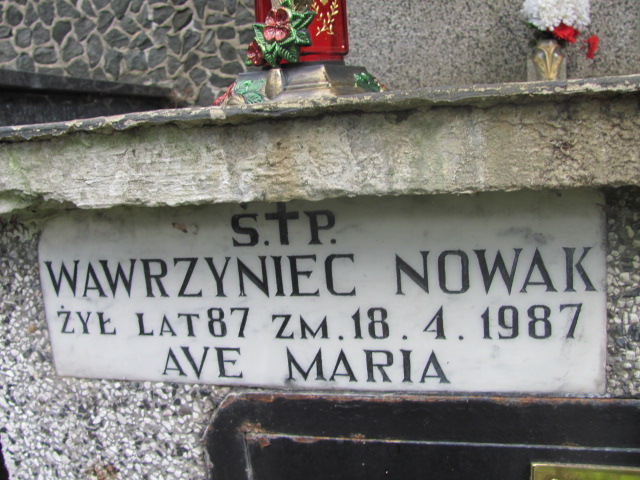 Ś.†P.
WAWRZYNIEC NOWAK
ŻYŁ LAT 87 ZM. 18. 4. 1987
AVE MARIA